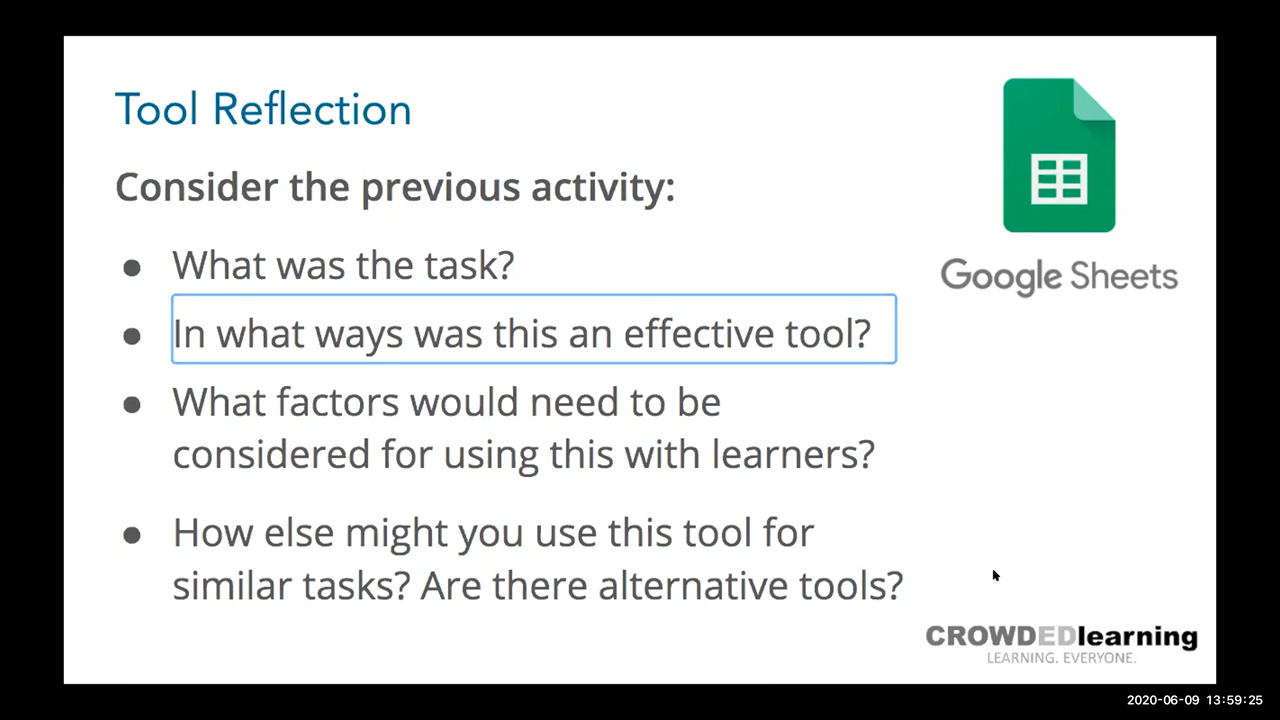 Tool Reflection
Consider the previous activity:
● What was the task?
● In what ways was this an effective tool?
● What factors would need to be
considered for using this with learners?
● How else might you use this tool for
similar tasks? Are there alternative tools?
Google Sheets
CROWDEDlearning
LEARNING. EVERYONE.
2020-06-09 13:59:25